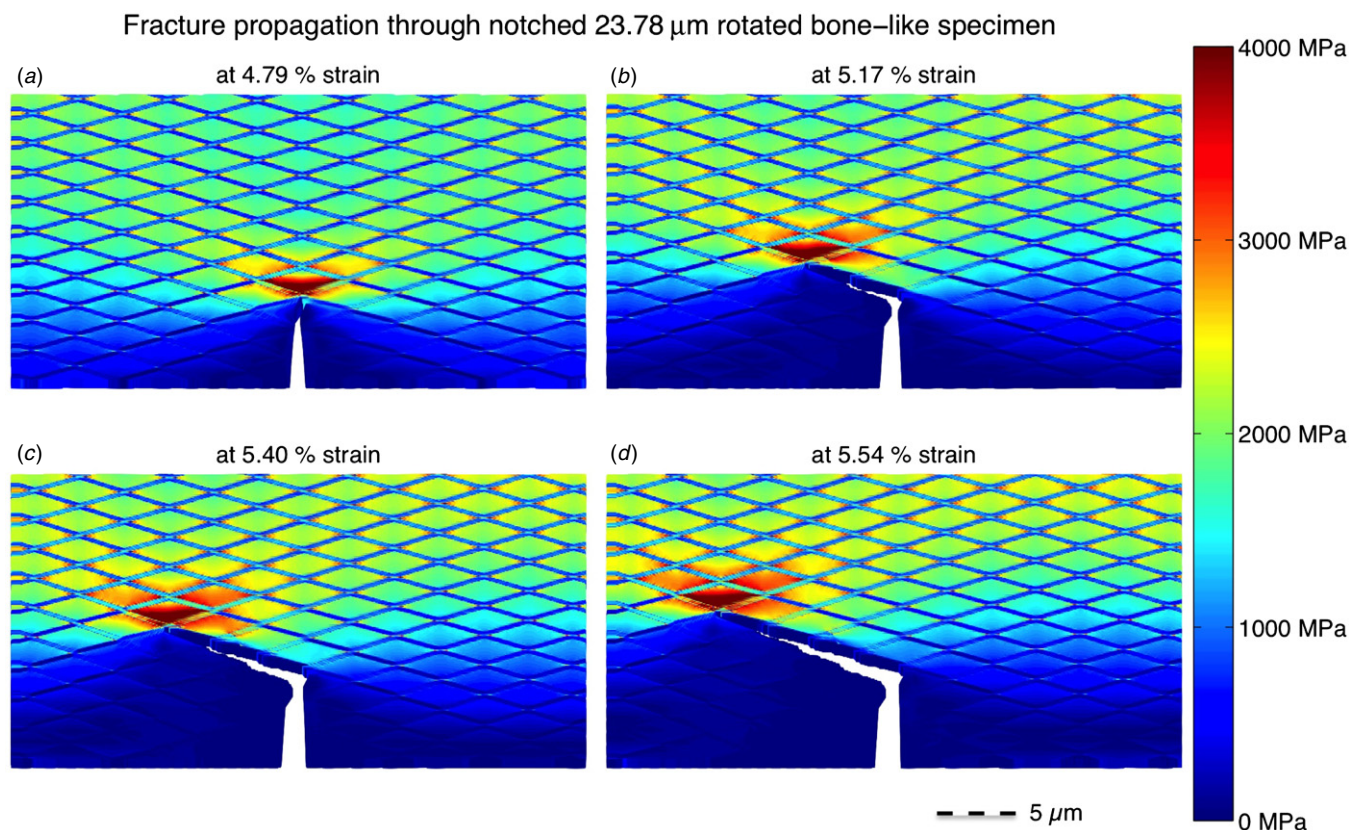 Fracture propagation through notched 23.78 μm rotated bone–like specimen
(a) at 4.79 % strain
(b) at 5.17 % strain
(c) at 5.40 % strain
(d) at 5.54 % strain
4000 MPa
3000 MPa
2000 MPa
1000 MPa
0 MPa
5 μm